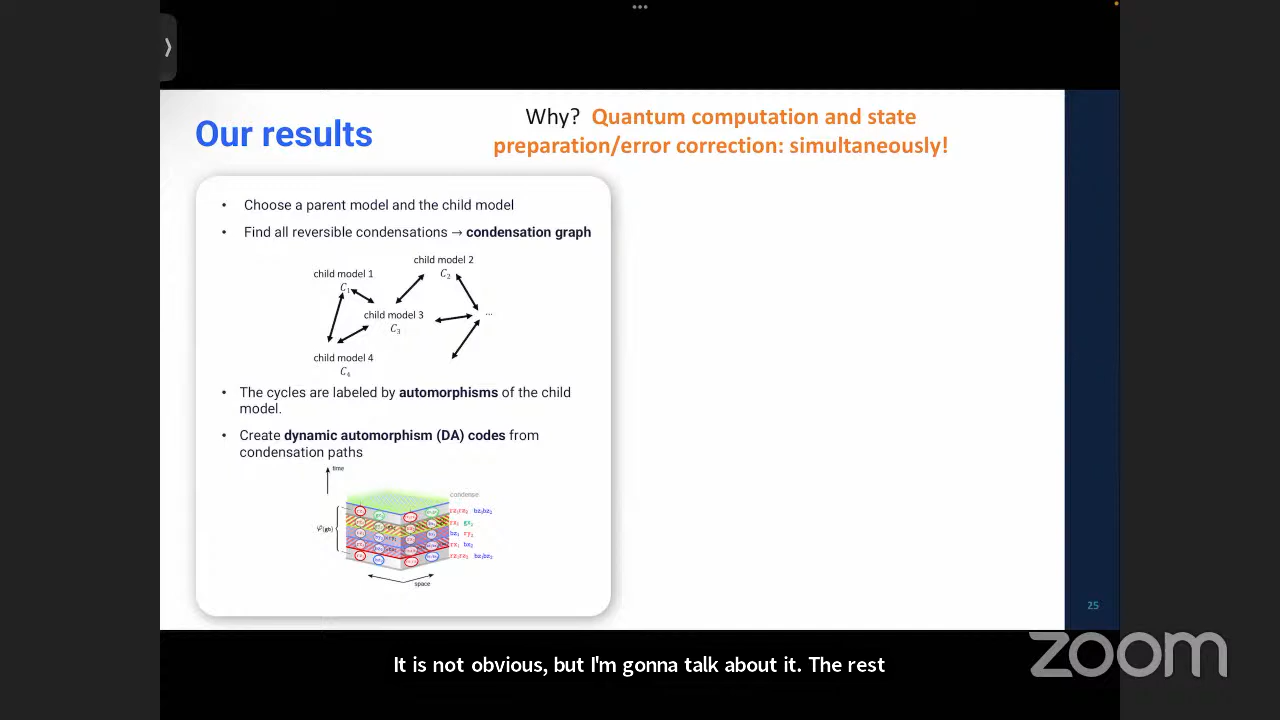 Our results
Why? Quantum computation and state
preparation/error correction: simultaneously!
• Choose a parent model and the child model
• Find all reversible condensations → condensation graph
child model 1
C₁
child model 2
C₂
child model 3
C₃
...
child model 4
C₄
• The cycles are labeled by automorphisms of the child
model.
• Create dynamic automorphism (DA) codes from
condensation paths
time
condense
φ(gb)
space
25
It is not obvious, but I'm gonna talk about it. The rest
zoom